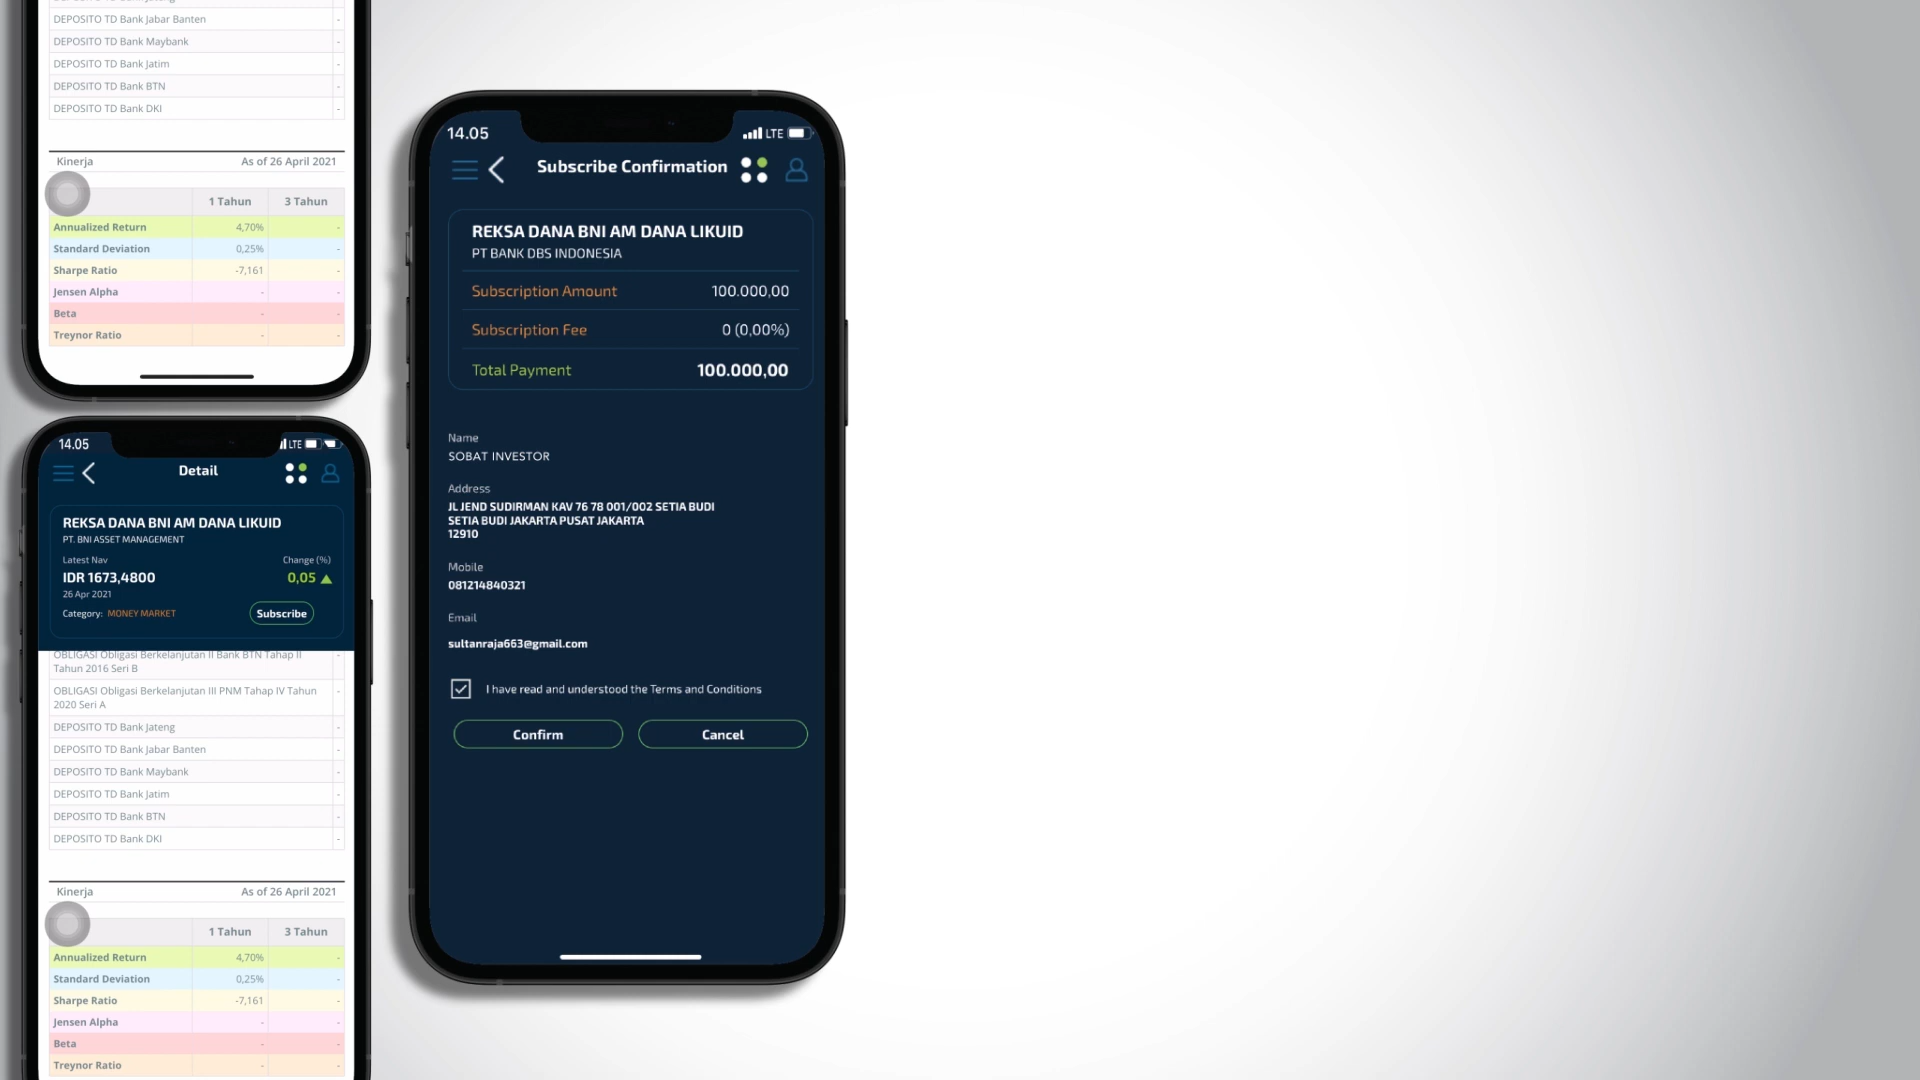 DEPOSITO TD Bank Jabar Banten -
DEPOSITO TD Bank Maybank -
DEPOSITO TD Bank Jatim -
DEPOSITO TD Bank BTN -
DEPOSITO TD Bank DKI -
Kinerja As of 26 April 2021
1 Tahun 3 Tahun
Annualized Return 4,70% -
Standard Deviation 0,25% -
Sharpe Ratio -7,161 -
Jensen Alpha - -
Beta - -
Treynor Ratio - -
14.05 LTE
Detail
REKSA DANA BNI AM DANA LIKUID
PT. BNI ASSET MANAGEMENT
Latest Nav Change (%)
IDR 1673,4800 0,05
26 Apr 2021
Category: MONEY MARKET Subscribe
OBLIGASI Obligasi Berkelanjutan II Bank BTN Tahap II -
Tahun 2016 Seri B
OBLIGASI Obligasi Berkelanjutan III PNM Tahap IV Tahun -
2020 Seri A
DEPOSITO TD Bank Jateng -
DEPOSITO TD Bank Jabar Banten -
DEPOSITO TD Bank Maybank -
DEPOSITO TD Bank Jatim -
DEPOSITO TD Bank BTN -
DEPOSITO TD Bank DKI -
Kinerja As of 26 April 2021
1 Tahun 3 Tahun
Annualized Return 4,70% -
Standard Deviation 0,25% -
Sharpe Ratio -7,161 -
Jensen Alpha - -
Beta - -
Treynor Ratio - -
14.05 LTE
Subscribe Confirmation
REKSA DANA BNI AM DANA LIKUID
PT BANK DBS INDONESIA
Subscription Amount 100.000,00
Subscription Fee 0 (0,00%)
Total Payment 100.000,00
Name
SOBAT INVESTOR
Address
JL JEND SUDIRMAN KAV 76 78 001/002 SETIA BUDI
SETIA BUDI JAKARTA PUSAT JAKARTA
12910
Mobile
081214840321
Email
sultanraja663@gmail.com
I have read and understood the Terms and Conditions
Confirm Cancel